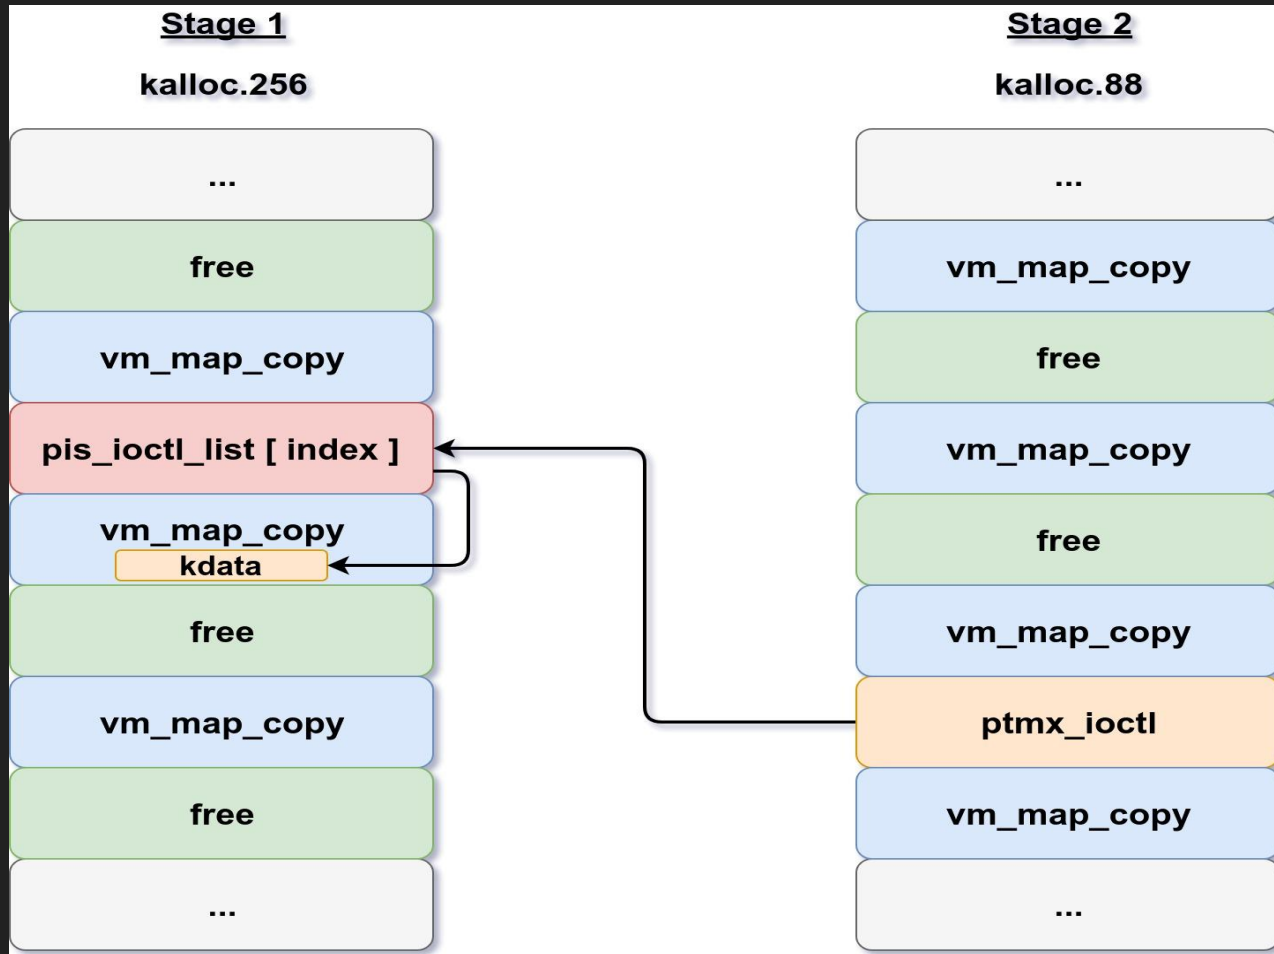 Stage 1
kalloc.256
...
free
vm_map_copy
pis_ioctl_list [ index ]
vm_map_copy
kdata
free
vm_map_copy
free
...
Stage 2
kalloc.88
...
vm_map_copy
free
vm_map_copy
free
vm_map_copy
ptmx_ioctl
vm_map_copy
...